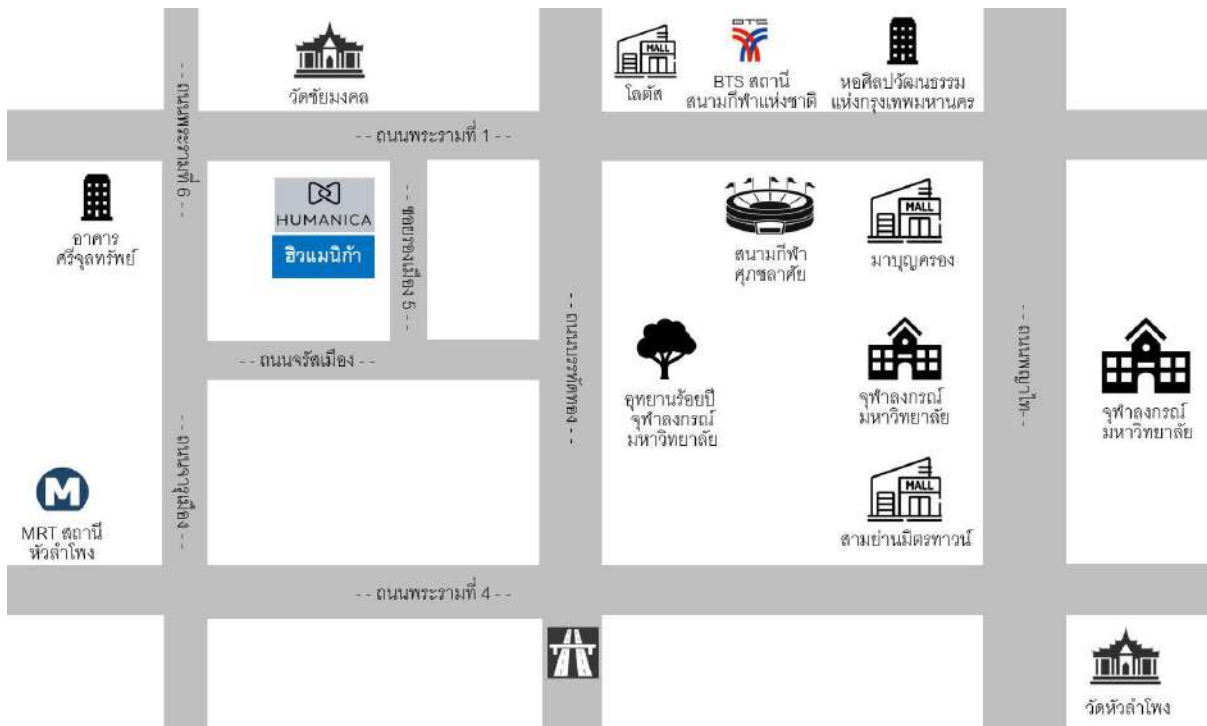 วัดชัยมงคล
MALL
โลตัส
BTS
BTS สถานี
สนามกีฬาแห่งชาติ
หอศิลปวัฒนธรรม
แห่งกรุงเทพมหานคร
-- ถนนพระรามที่ 6 --
-- ถนนพระรามที่ 1 --
อาคาร
ศรีจุลทรัพย์
HUMANICA
ฮิวแมนิก้า
-- ซอยรองเมือง 5 --
สนามกีฬา
ศุภชลาศัย
MALL
มาบุญครอง
-- ถนนจรัสเมือง --
-- ถนนบรรทัดทอง --
-- ถนนพญาไท--
อุทยานร้อยปี
จุฬาลงกรณ์
มหาวิทยาลัย
จุฬาลงกรณ์
มหาวิทยาลัย
จุฬาลงกรณ์
มหาวิทยาลัย
-- ถนนจารุเมือง --
M
MRT สถานี
หัวลำโพง
MALL
สามย่านมิตรทาวน์
-- ถนนพระรามที่ 4 --
วัดหัวลำโพง